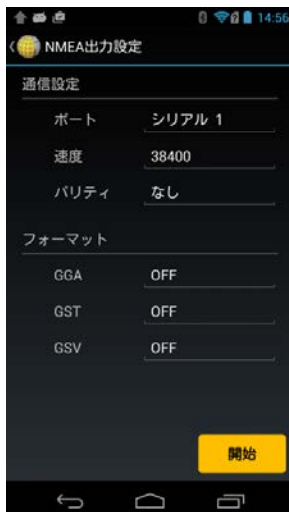 14:56
NMEA出力設定
通信設定
ポート シリアル 1
速度 38400
パリティ なし
フォーマット
GGA OFF
GST OFF
GSV OFF
開始